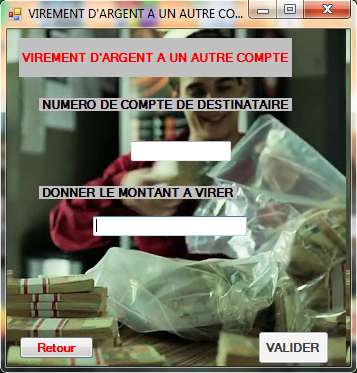 VIREMENT D'ARGENT A UN AUTRE CO...
VIREMENT D'ARGENT A UN AUTRE COMPTE
NUMERO DE COMPTE DE DESTINATAIRE
DONNER LE MONTANT A VIRER
Retour
VALIDER